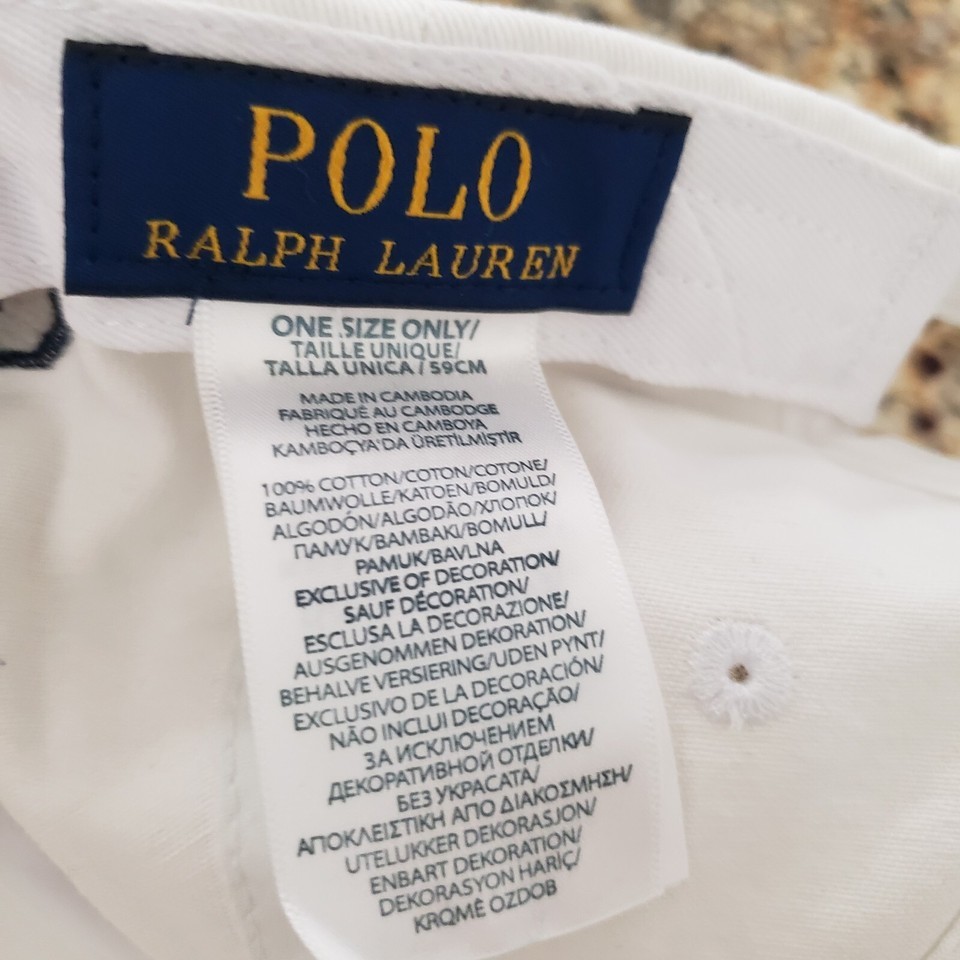 POLO
RALPH LAUREN
ONE SIZE ONLY/
TAILLE UNIQUE/
TALLA UNICA / 59CM
MADE IN CAMBODIA
FABRIQUÉ AU CAMBODGE
HECHO EN CAMBOYA
KAMBOÇYA'DA ÜRETİLMİŞTİR
100% COTTON/COTON/COTONE/
BAUMWOLLE/KATOEN/BOMULD/
ALGODÓN/ALGODÃO/ХЛОПОК/
ПАМУК/ΒΑΜΒΑΚΙ/BOMULL/
PAMUK/BAVLNA
EXCLUSIVE OF DECORATION/
SAUF DÉCORATION/
ESCLUSA LA DECORAZIONE/
AUSGENOMMEN DEKORATION/
BEHALVE VERSIERING/UDEN PYNT/
EXCLUSIVO DE LA DECORACIÓN/
NÃO INCLUI DECORAÇÃO/
ЗА ИСКЛЮЧЕНИЕМ
ДЕКОРАТИВНОЙ ОТДЕЛКИ/
БЕЗ УКРАСАТА/
ΑΠΟΚΛΕΙΣΤΙΚΗ ΑΠΟ ΔΙΑΚΟΣΜΗΣΗ/
UTELUKKER DEKORASJON/
ENBART DEKORATION/
DEKORASYON HARİÇ/
KRQMĚ OZDOB